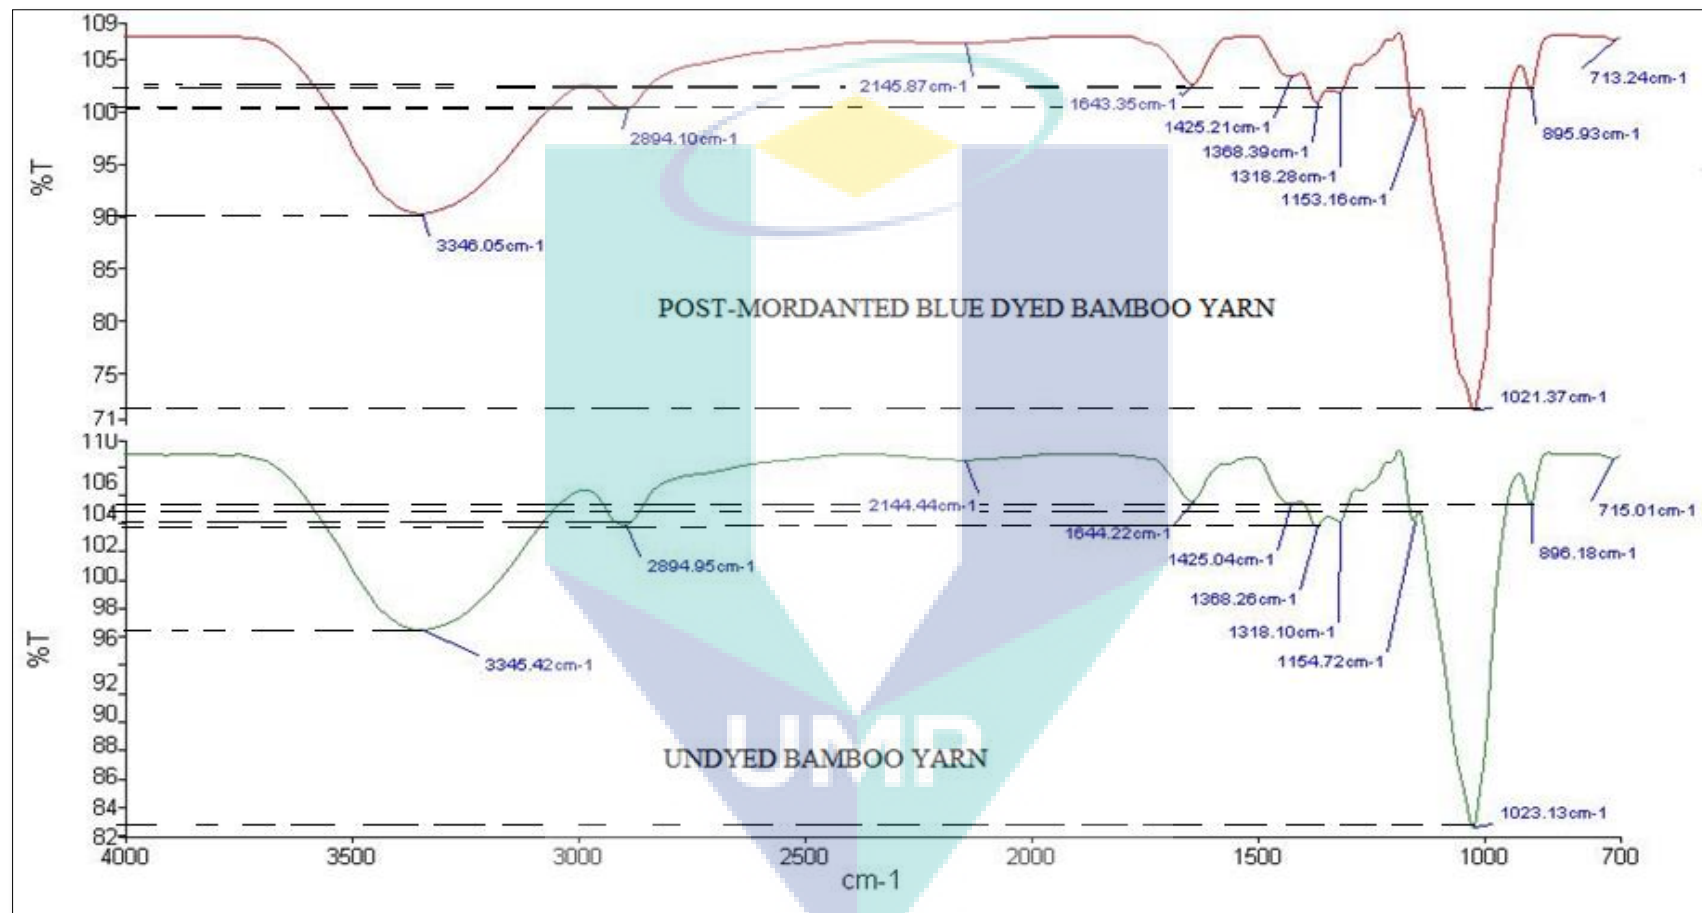 109
105
100
95
90
85
80
75
71
%T
2145.87cm-1
713.24cm-1
1643.35cm-1
1425.21cm-1
895.93cm-1
2894.10cm-1
1368.39cm-1
1318.28cm-1
1153.16cm-1
3346.05cm-1
POST-MORDANTED BLUE DYED BAMBOO YARN
1021.37cm-1
110
106
104
102
100.
98
96
92
90
88
86
84
82
%T
2144.44cm-1
715.01cm-1
1644.22cm-1
1425.04cm-1
896.18cm-1
2894.95cm-1
1368.26cm-1
1318.10cm-1
1154.72cm-1
3345.42cm-1
UMP
UNDYED BAMBOO YARN
1023.13cm-1
4000 3500 3000 2500 2000 1500 1000 700
cm-1